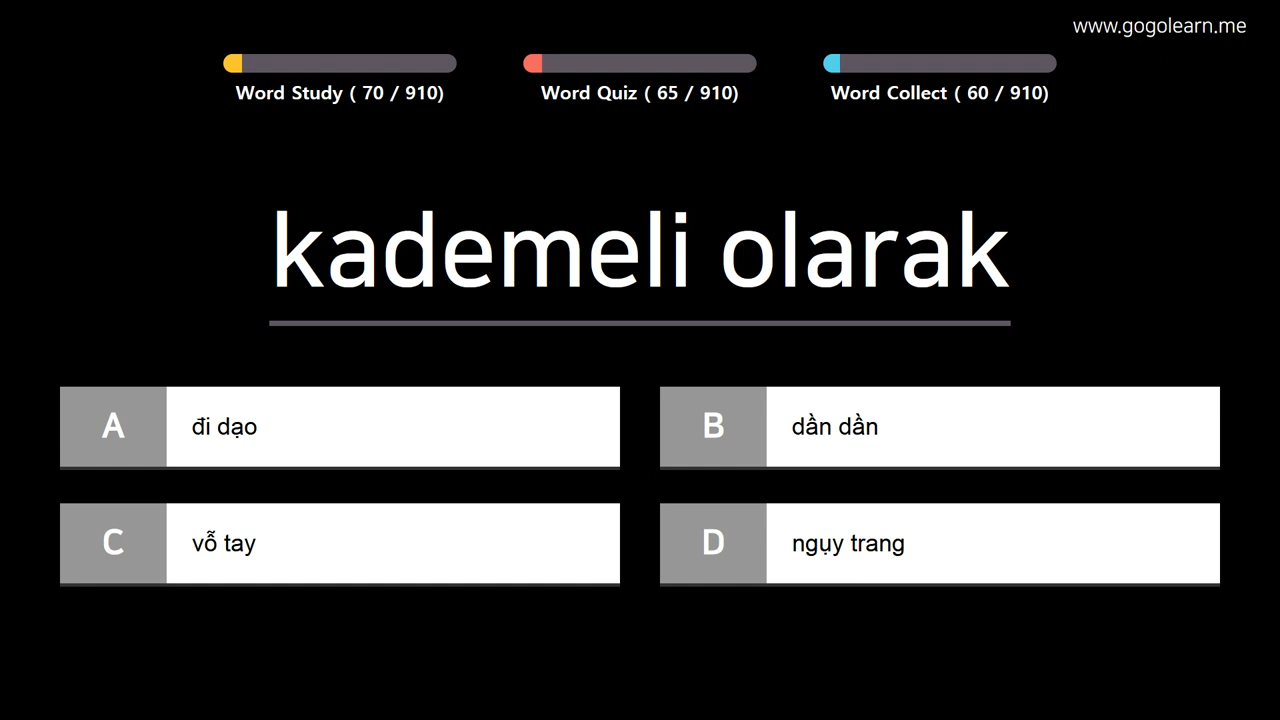 www.gogolearn.me
Word Study ( 70 / 910)
Word Quiz ( 65 / 910)
Word Collect ( 60 / 910)
kademeli olarak
A
đi dạo
B
dần dần
C
vỗ tay
D
ngụy trang